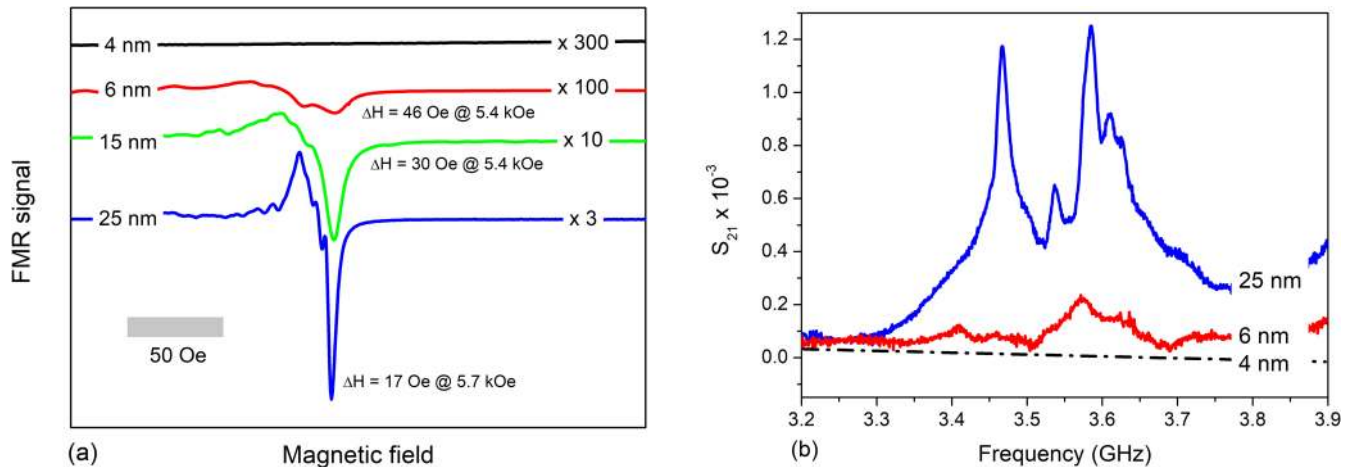 FMR signal
4 nm
x 300
6 nm
x 100
ΔH = 46 Oe @ 5.4 kOe
15 nm
x 10
ΔH = 30 Oe @ 5.4 kOe
25 nm
x 3
50 Oe
ΔH = 17 Oe @ 5.7 kOe
(a)
Magnetic field
S21 x 10-3
1.2
1.0
0.8
0.6
0.4
0.2
0.0
25 nm
6 nm
4 nm
3.2 3.3 3.4 3.5 3.6 3.7 3.8 3.9
(b)
Frequency (GHz)